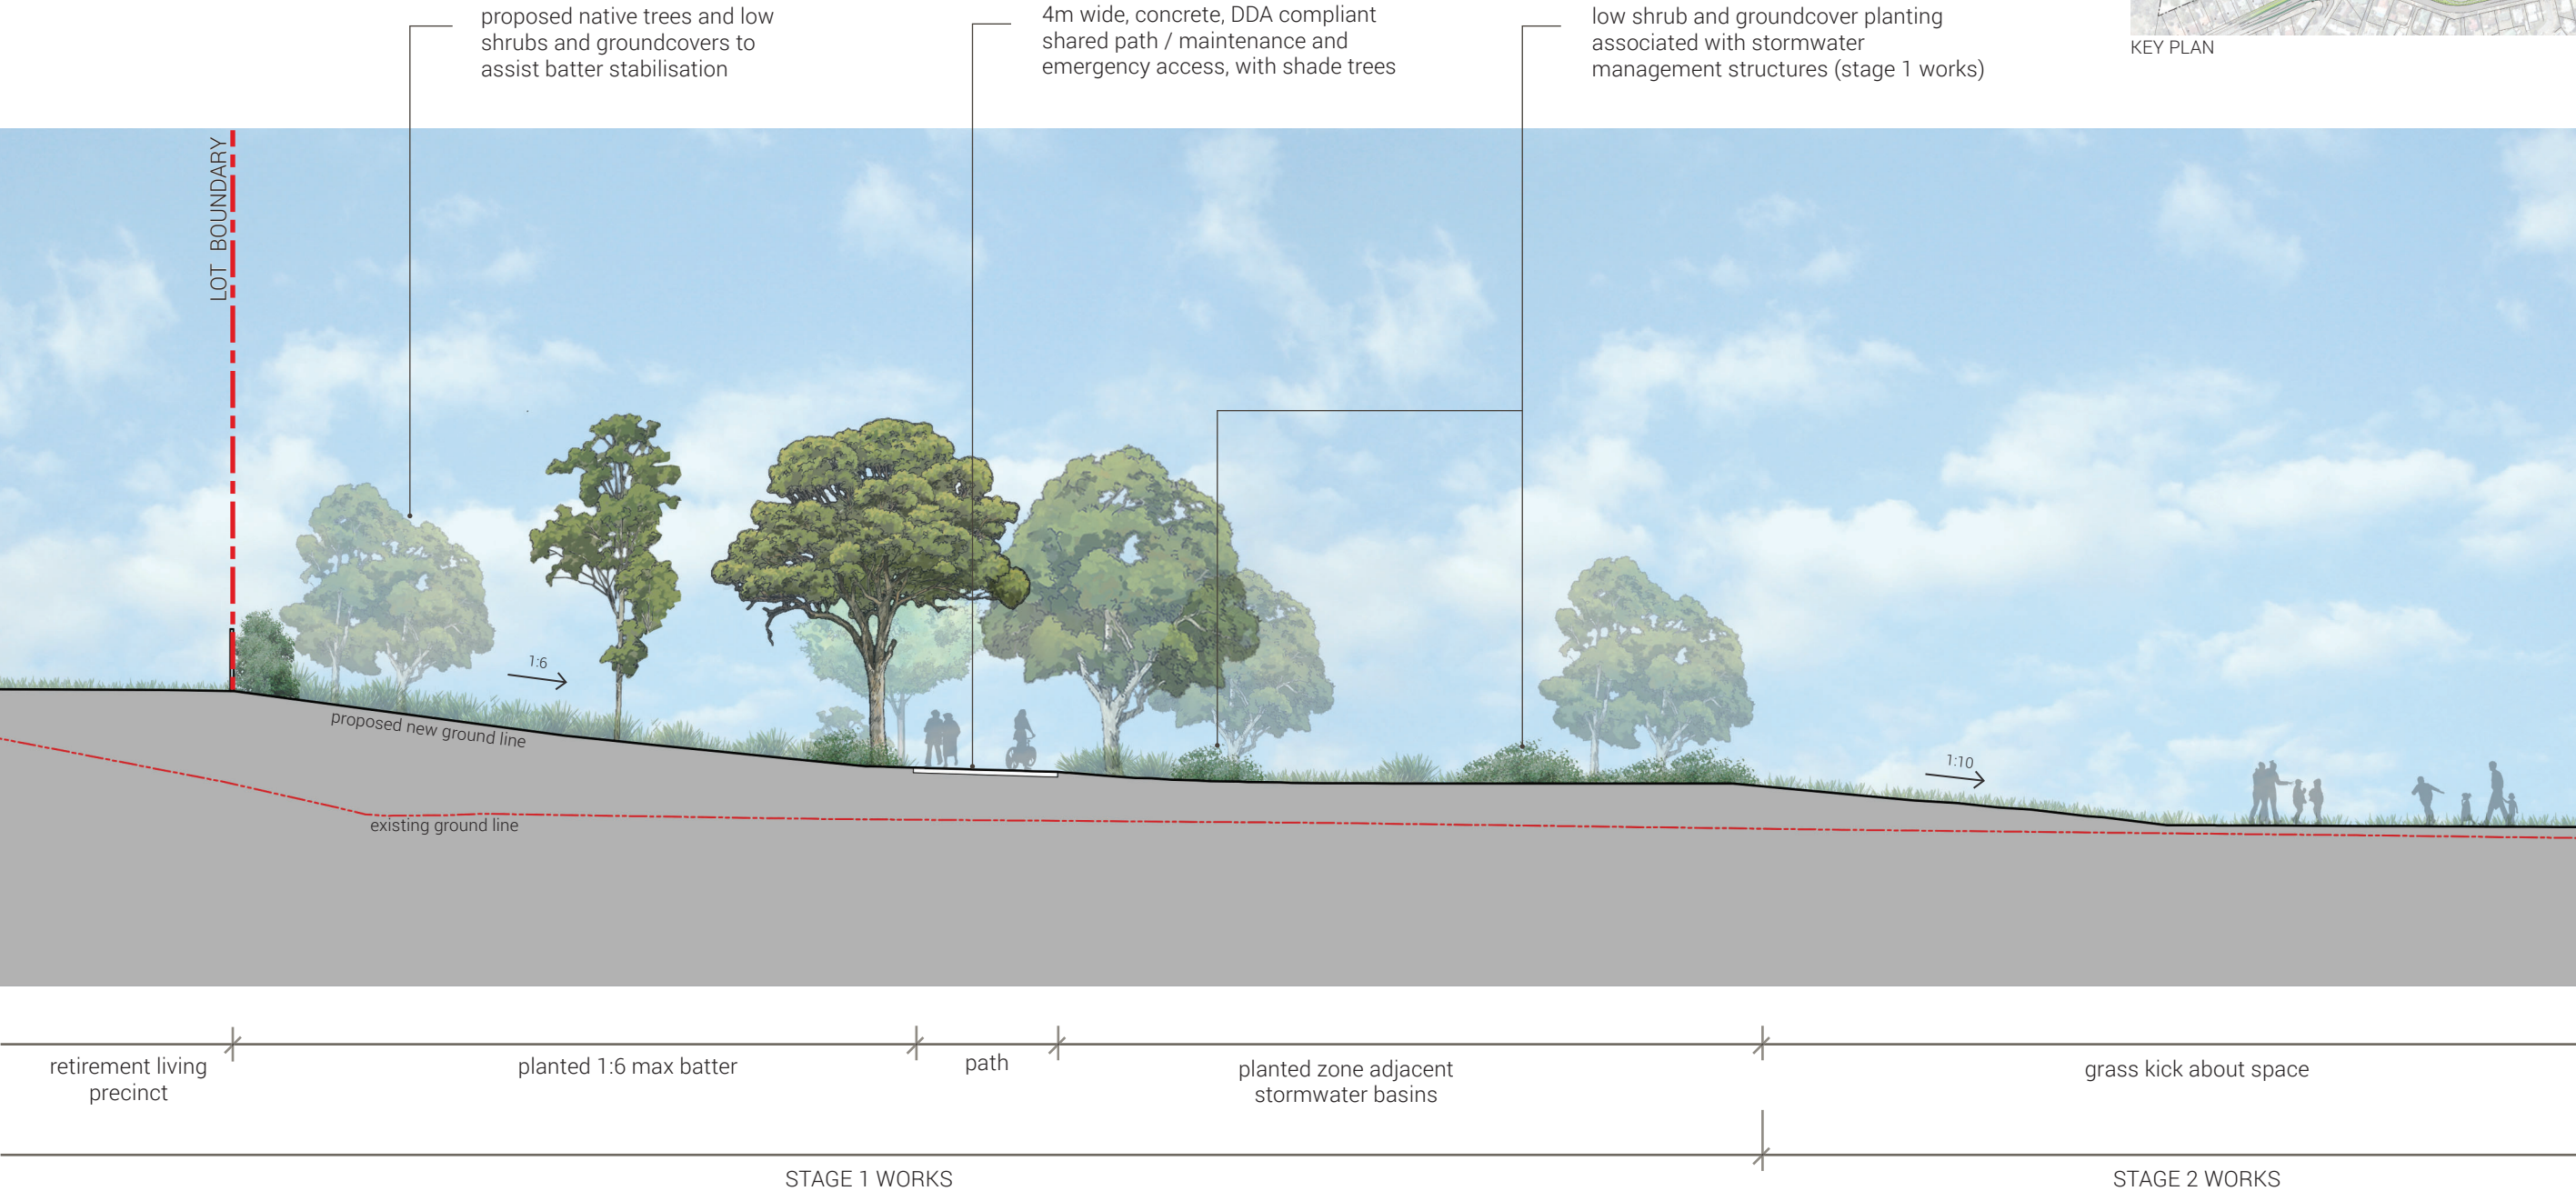 proposed native trees and low
shrubs and groundcovers to
assist batter stabilisation
4m wide, concrete, DDA compliant
shared path / maintenance and
emergency access, with shade trees
low shrub and groundcover planting
associated with stormwater
management structures (stage 1 works)
KEY PLAN
LOT BOUNDARY
1:6
proposed new ground line
existing ground line
1:10
retirement living
precinct
planted 1:6 max batter
path
planted zone adjacent
stormwater basins
grass kick about space
STAGE 1 WORKS
STAGE 2 WORKS